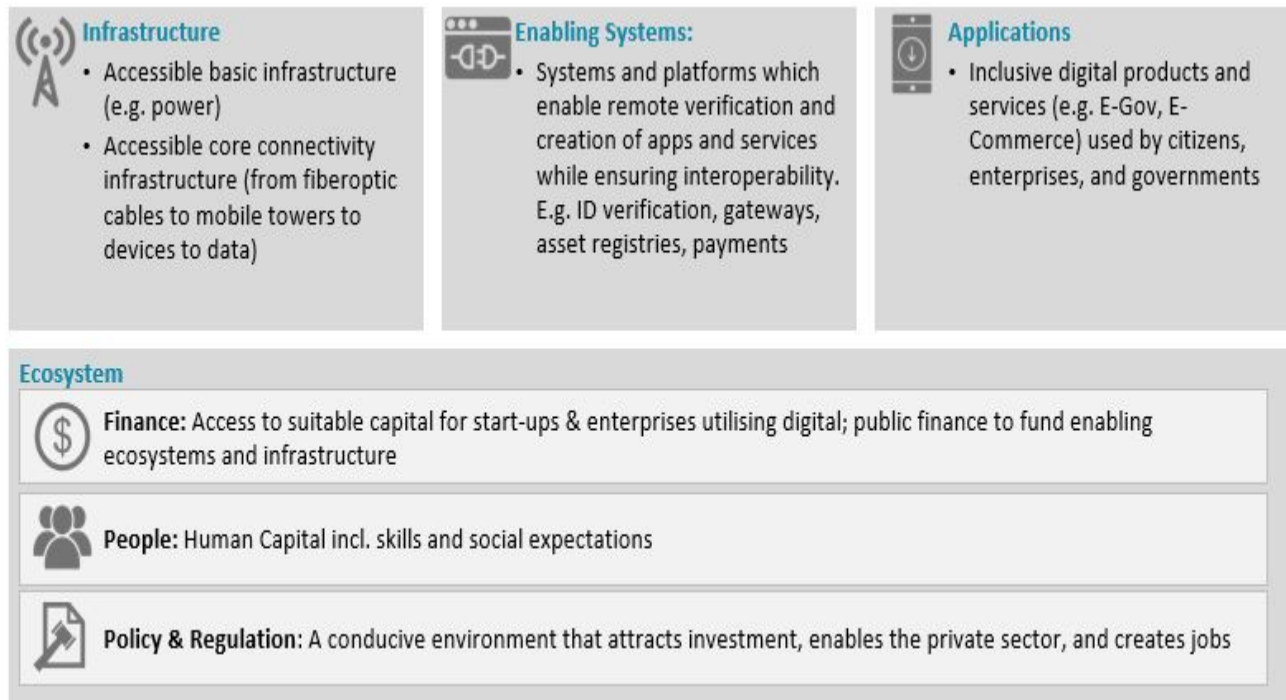 Infrastructure
• Accessible basic infrastructure
(e.g. power)
• Accessible core connectivity
infrastructure (from fiberoptic
cables to mobile towers to
devices to data)
Enabling Systems:
• Systems and platforms which
enable remote verification and
creation of apps and services
while ensuring interoperability.
E.g. ID verification, gateways,
asset registries, payments
Applications
• Inclusive digital products and
services (e.g. E-Gov, E-
Commerce) used by citizens,
enterprises, and governments
Ecosystem
$
Finance: Access to suitable capital for start-ups & enterprises utilising digital; public finance to fund enabling
ecosystems and infrastructure
People: Human Capital incl. skills and social expectations
Policy & Regulation: A conducive environment that attracts investment, enables the private sector, and creates jobs